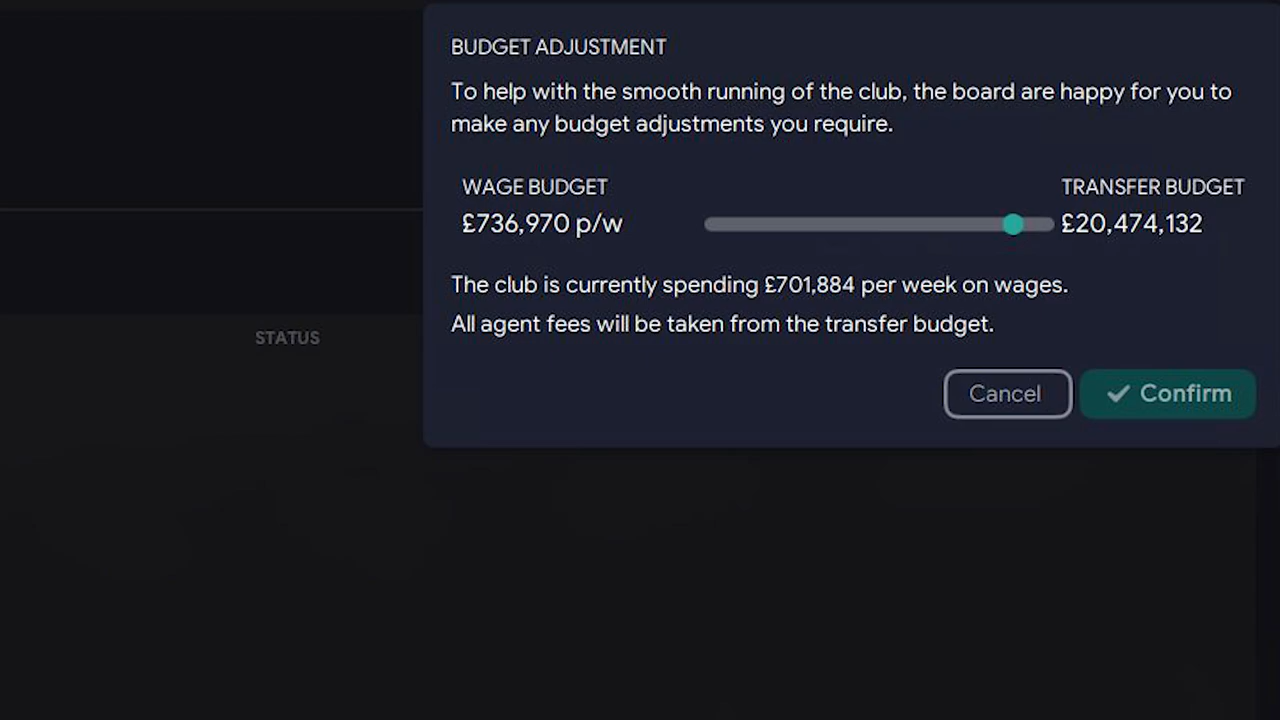 BUDGET ADJUSTMENT
To help with the smooth running of the club, the board are happy for you to
make any budget adjustments you require.
WAGE BUDGET
£736,970 p/w
TRANSFER BUDGET
£20,474,132
The club is currently spending £701,884 per week on wages.
All agent fees will be taken from the transfer budget.
STATUS
Cancel
Confirm